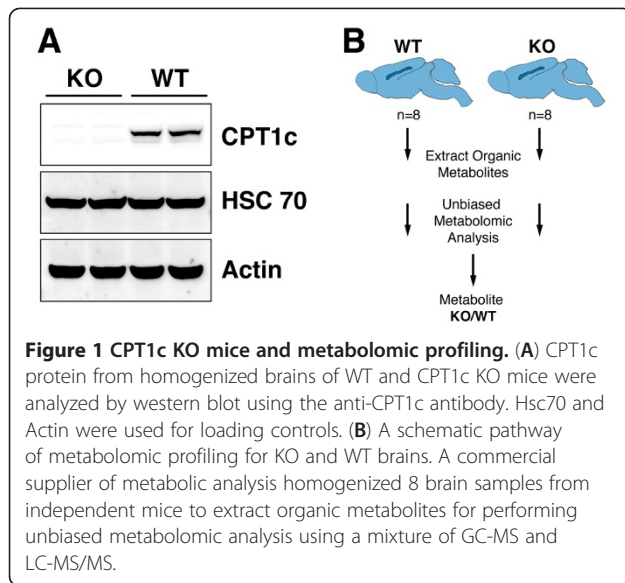 A
KO WT
CPT1c
HSC 70
Actin
B
WT KO
n=8 n=8
Extract Organic
Metabolites
Unbiased
Metabolomic
Analysis
Metabolite
KO/WT
Figure 1 CPT1c KO mice and metabolomic profiling. (A) CPT1c
protein from homogenized brains of WT and CPT1c KO mice were
analyzed by western blot using the anti-CPT1c antibody. Hsc70 and
Actin were used for loading controls. (B) A schematic pathway
of metabolomic profiling for KO and WT brains. A commercial
supplier of metabolic analysis homogenized 8 brain samples from
independent mice to extract organic metabolites for performing
unbiased metabolomic analysis using a mixture of GC-MS and
LC-MS/MS.